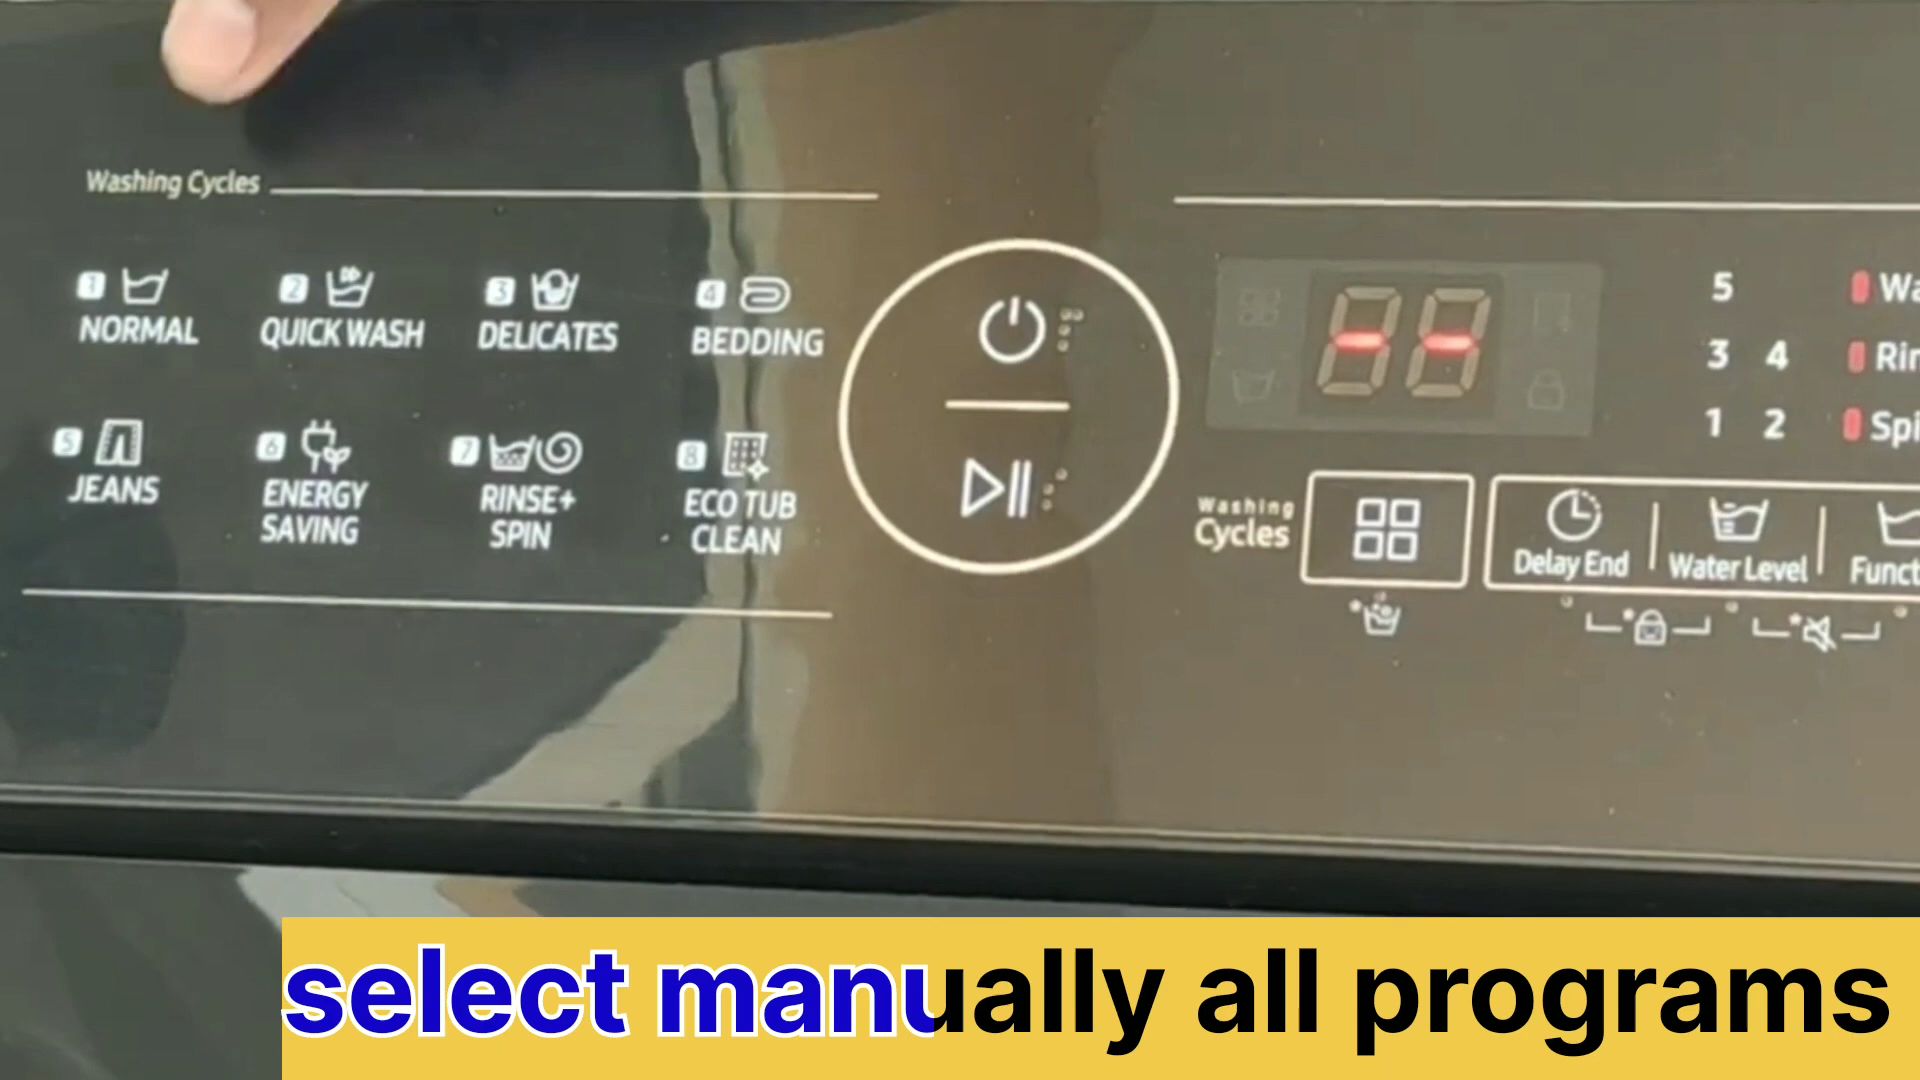 Washing Cycles
1 2 3 4
NORMAL QUICK WASH DELICATES BEDDING
5 6 7 8
JEANS ENERGY SAVING RINSE+ SPIN ECO TUB CLEAN
5
3 4
1 2
Washing Cycles
Delay End Water Level
select manually all programs